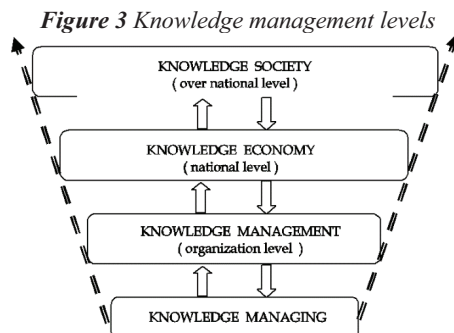 Figure 3 Knowledge management levels
KNOWLEDGE SOCIETY
( over national level )
KNOWLEDGE ECONOMY
( national level )
KNOWLEDGE MANAGEMENT
(organization level )
KNOWLEDGE MANAGING